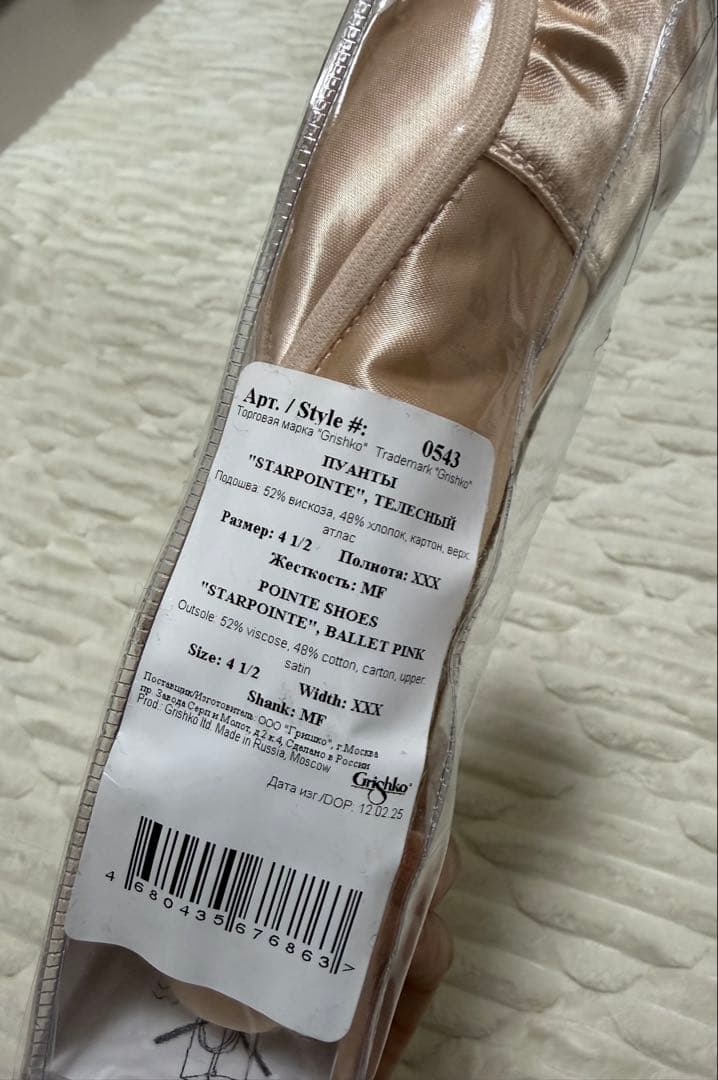 Арт. / Style #: 0543
Торговая марка "Grishko" Trademark "Grishko"
ПУАНТЫ
"STARPOINTE", ТЕЛЕСНЫЙ
Подошва: 52% вискоза, 48% хлопок, картон, верх:
атлас
Размер: 4 1/2 Полнота: XXX
Жесткость: MF
POINTE SHOES
"STARPOINTE", BALLET PINK
Outsole: 52% viscose, 48% cotton, carton, upper:
satin
Size: 4 1/2 Width: XXX
Shank: MF
Поставщик/Изготовитель: ООО "Гришко", г.Москва
пр. Завода Серп и Молот, д.2 к.4, Сделано в России
Prod.: Grishko ltd. Made in Russia, Moscow
Grishko®
Дата изг./DOP: 12.02.25
4 680435 676863 >